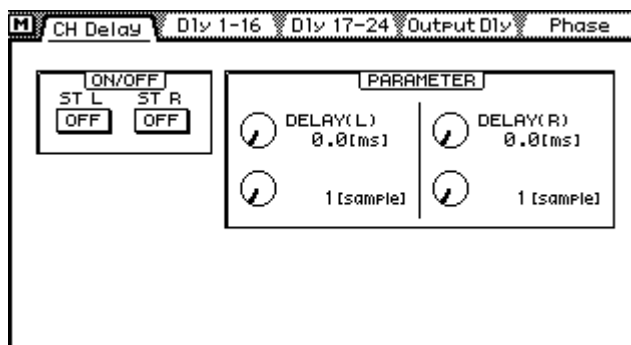 M CH Delay Dly 1-16 Dly 17-24 Output Dly Phase
ON/OFF
ST L ST R
OFF OFF
PARAMETER
DELAY(L) DELAY(R)
0.0[ms] 0.0[ms]
1[sample] 1[sample]